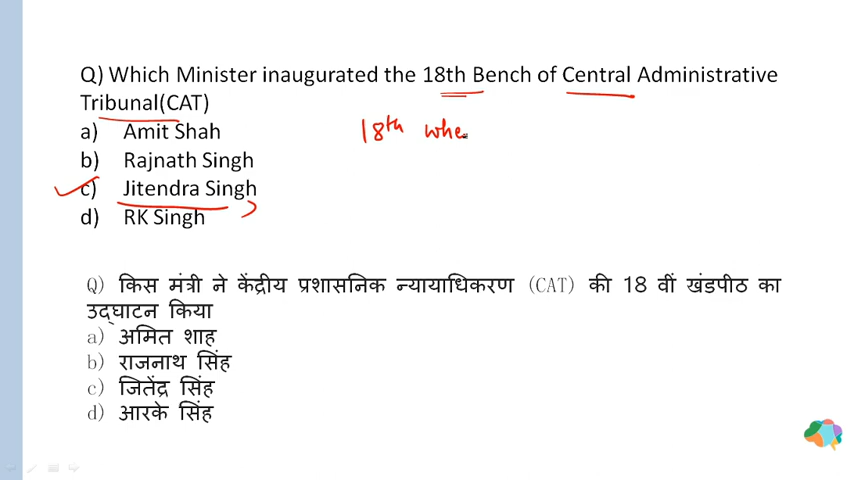 Q) Which Minister inaugurated the 18th Bench of Central Administrative
Tribunal(CAT)
a) Amit Shah
18th whe
b) Rajnath Singh
c) Jitendra Singh
d) RK Singh
Q) किस मंत्री ने केंद्रीय प्रशासनिक न्यायाधिकरण (CAT) की 18 वीं खंडपीठ का
उद्घाटन किया
a) अमित शाह
b) राजनाथ सिंह
c) जितेंद्र सिंह
d) आरके सिंह